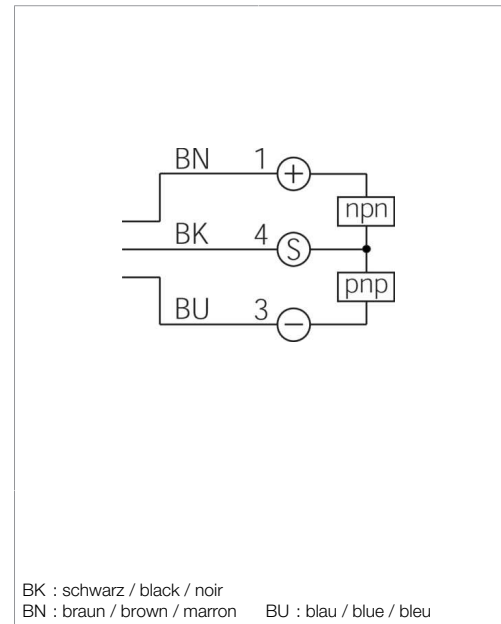 BN 1 +
npn
BK 4 S
pnp
BU 3 −
BK : schwarz / black / noir
BN : braun / brown / marron BU : blau / blue / bleu